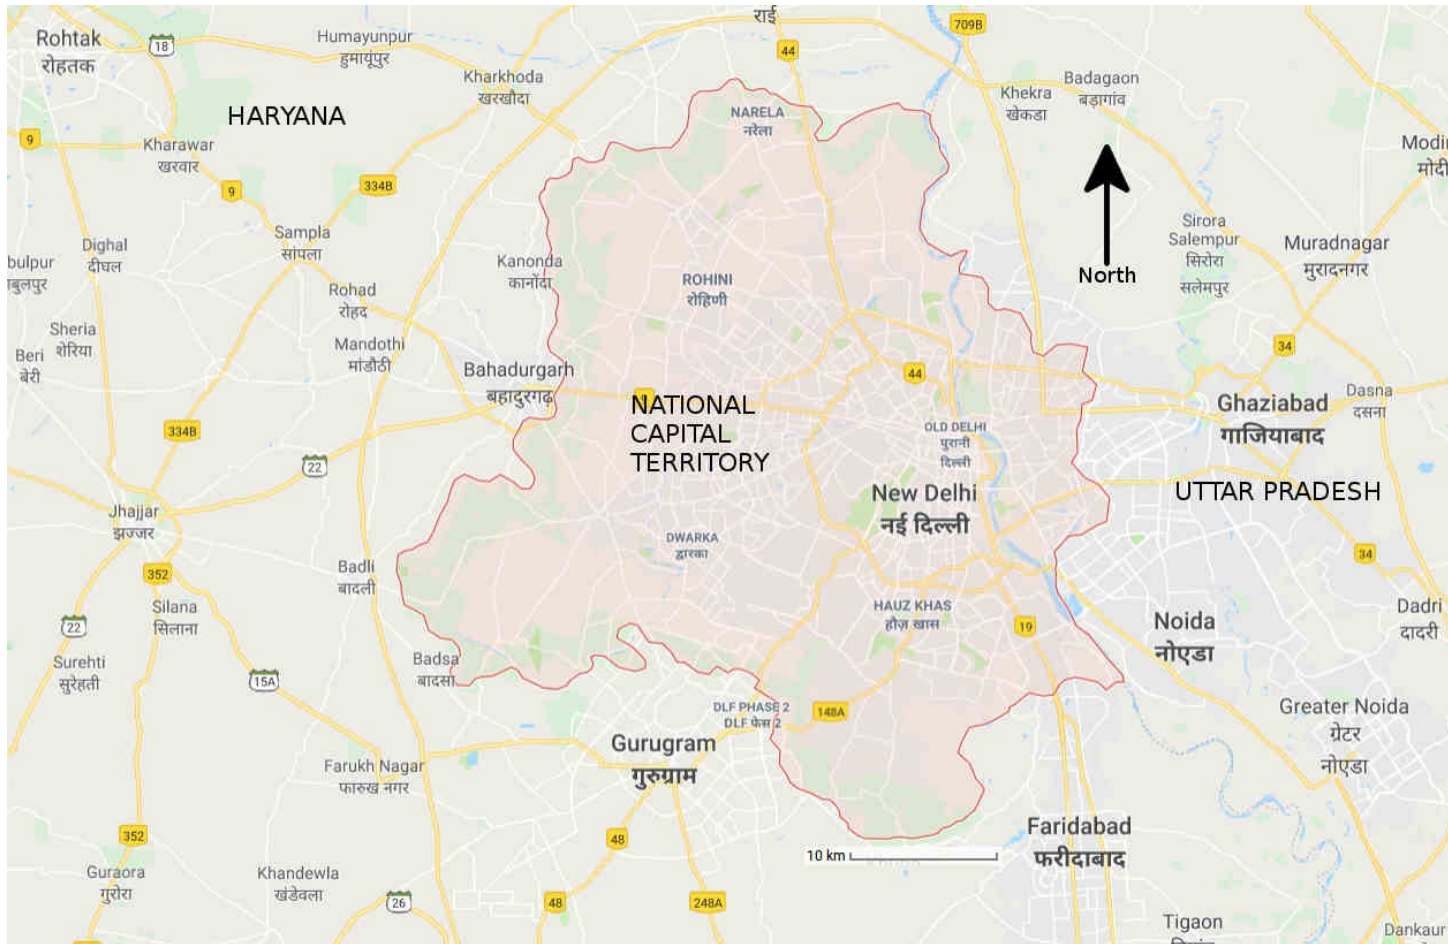 राई
709B
Rohtak
रोहतक
18
Humayunpur
हुमायूंपुर
44
Kharkhoda
खरखौदा
Badagaon
बड़ागांव
Khekra
खेकडा
HARYANA
NARELA
नरेला
9
Kharawar
खरवार
Modi
मोदी
334B
9
Sampla
सांपला
Sirora
Salempur
सिरोरा
सलेमपुर
Dighal
दीघल
Muradnagar
मुरादनगर
bulpur
बुलपुर
Kanonda
कानोंदा
North
ROHINI
रोहिणी
Rohad
रोहद
Sheria
शेरिया
Mandothi
मांडौठी
Beri
बेरी
34
Bahadurgarh
बहादुरगढ़
44
Dasna
दसना
Ghaziabad
गाजियाबाद
NATIONAL
CAPITAL
TERRITORY
OLD DELHI
पुरानी
दिल्ली
334B
22
New Delhi
नई दिल्ली
UTTAR PRADESH
Jhajjar
झज्जर
DWARKA
द्वारका
34
352
Badli
बादली
Silana
सिलाना
HAUZ KHAS
हौज़ खास
19
Noida
नोएडा
Dadri
दादरी
22
Surehti
सुरेहती
Badsa
बादसा
15A
DLF PHASE 2
DLF फेस 2
148A
Greater Noida
ग्रेटर
नोएडा
Gurugram
गुरुग्राम
Farukh Nagar
फारुख नगर
352
48
Faridabad
फरीदाबाद
10 km
Guraora
गुरोरा
Khandewla
खंडेवला
26
48
248A
Tigaon
Dankaur